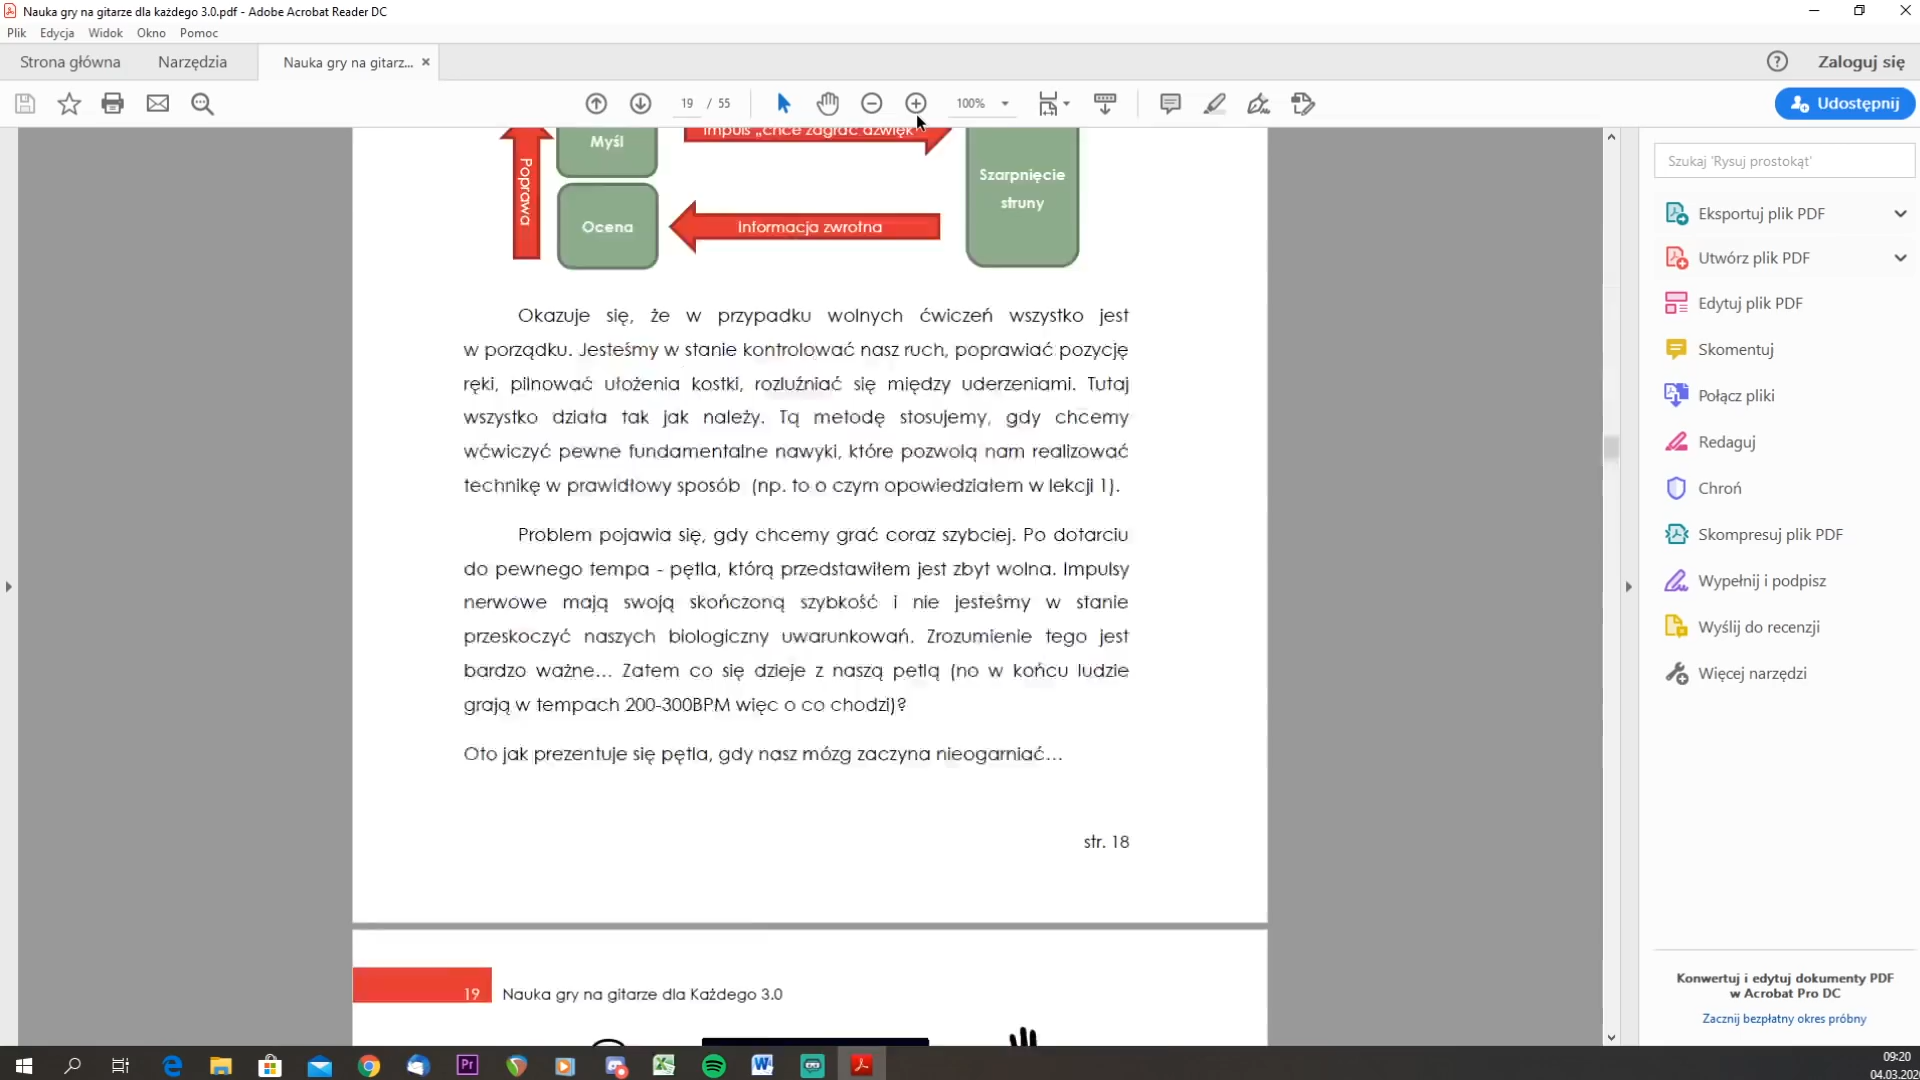 Nauka gry na gitarze dla każdego 3.0.pdf - Adobe Acrobat Reader DC
Plik Edycja Widok Okno Pomoc
Strona główna Narzędzia Nauka gry na gitarz... × Zaloguj się
19 / 55 100% Udostępnij
Myśl
Impuls „chcę zagrać dźwięk”
Poprawa
Szarpnięcie
struny
Ocena
Informacja zwrotna
Okazuje się, że w przypadku wolnych ćwiczeń wszystko jest
w porządku. Jesteśmy w stanie kontrolować nasz ruch, poprawiać pozycję
ręki, pilnować ułożenia kostki, rozluźniać się między uderzeniami. Tutaj
wszystko działa tak jak należy. Tą metodę stosujemy, gdy chcemy
wćwiczyć pewne fundamentalne nawyki, które pozwolą nam realizować
technikę w prawidłowy sposób (np. to o czym opowiedziałem w lekcji 1).
Problem pojawia się, gdy chcemy grać coraz szybciej. Po dotarciu
do pewnego tempa - pętla, którą przedstawiłem jest zbyt wolna. Impulsy
nerwowe mają swoją skończoną szybkość i nie jesteśmy w stanie
przeskoczyć naszych biologiczny uwarunkowań. Zrozumienie tego jest
bardzo ważne... Zatem co się dzieje z naszą petlą (no w końcu ludzie
grają w tempach 200-300BPM więc o co chodzi)?
Oto jak prezentuje się pętla, gdy nasz mózg zaczyna nieogarniać...
str. 18
19 Nauka gry na gitarze dla Każdego 3.0
Szukaj 'Rysuj prostokąt'
Eksportuj plik PDF
Utwórz plik PDF
Edytuj plik PDF
Skomentuj
Połącz pliki
Redaguj
Chroń
Skompresuj plik PDF
Wypełnij i podpisz
Wyślij do recenzji
Więcej narzędzi
Konwertuj i edytuj dokumenty PDF
w Acrobat Pro DC
Zacznij bezpłatny okres próbny
09:20